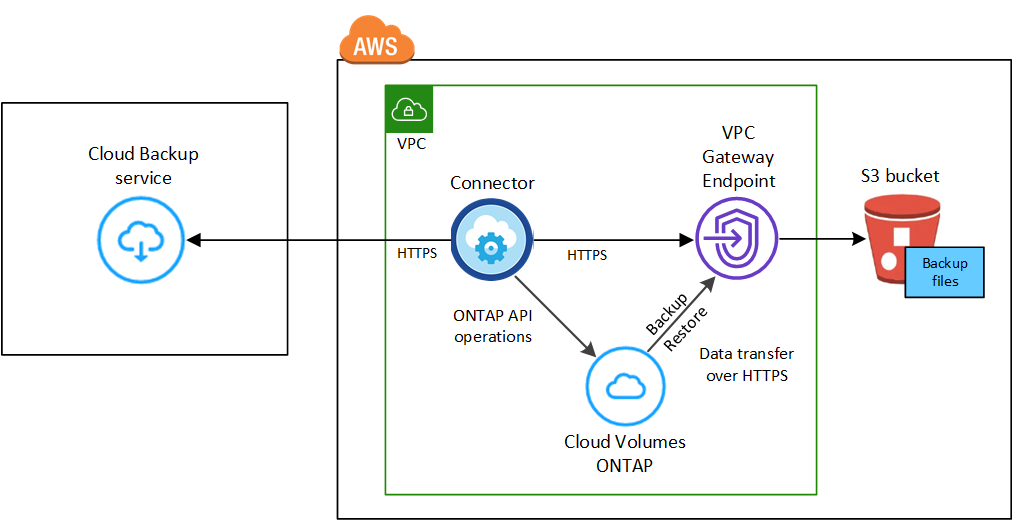 AWS
VPC
Cloud Backup
service
Connector
VPC
Gateway
Endpoint
S3 bucket
HTTPS
HTTPS
Backup
files
ONTAP API
operations
Backup
Restore
Data transfer
over HTTPS
Cloud Volumes
ONTAP